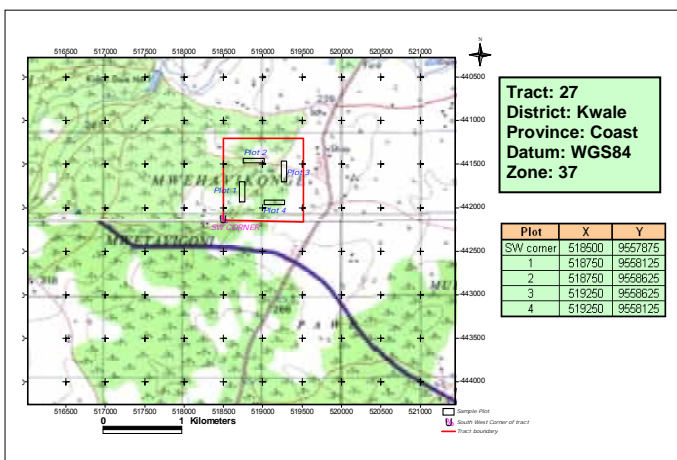 516500 517000 517500 518000 518500 519000 519500 520000 520500 521000
N
440500
441000
441500
442000
442500
443000
443500
444000
Plot 2
Plot 3
Plot 1
Plot 4
SW CORNER
MWEHAVIKONGE
MWETAVICONI
PAWE
516500 517000 517500 518000 518500 519000 519500 520000 520500 521000
0 1 Kilometers
Tract: 27
District: Kwale
Province: Coast
Datum: WGS84
Zone: 37
Plot X Y
SW corner 518500 9557875
1 518750 9558125
2 518750 9558625
3 519250 9558625
4 519250 9558125
Sample Plot
South West Corner of tract
Tract boundary